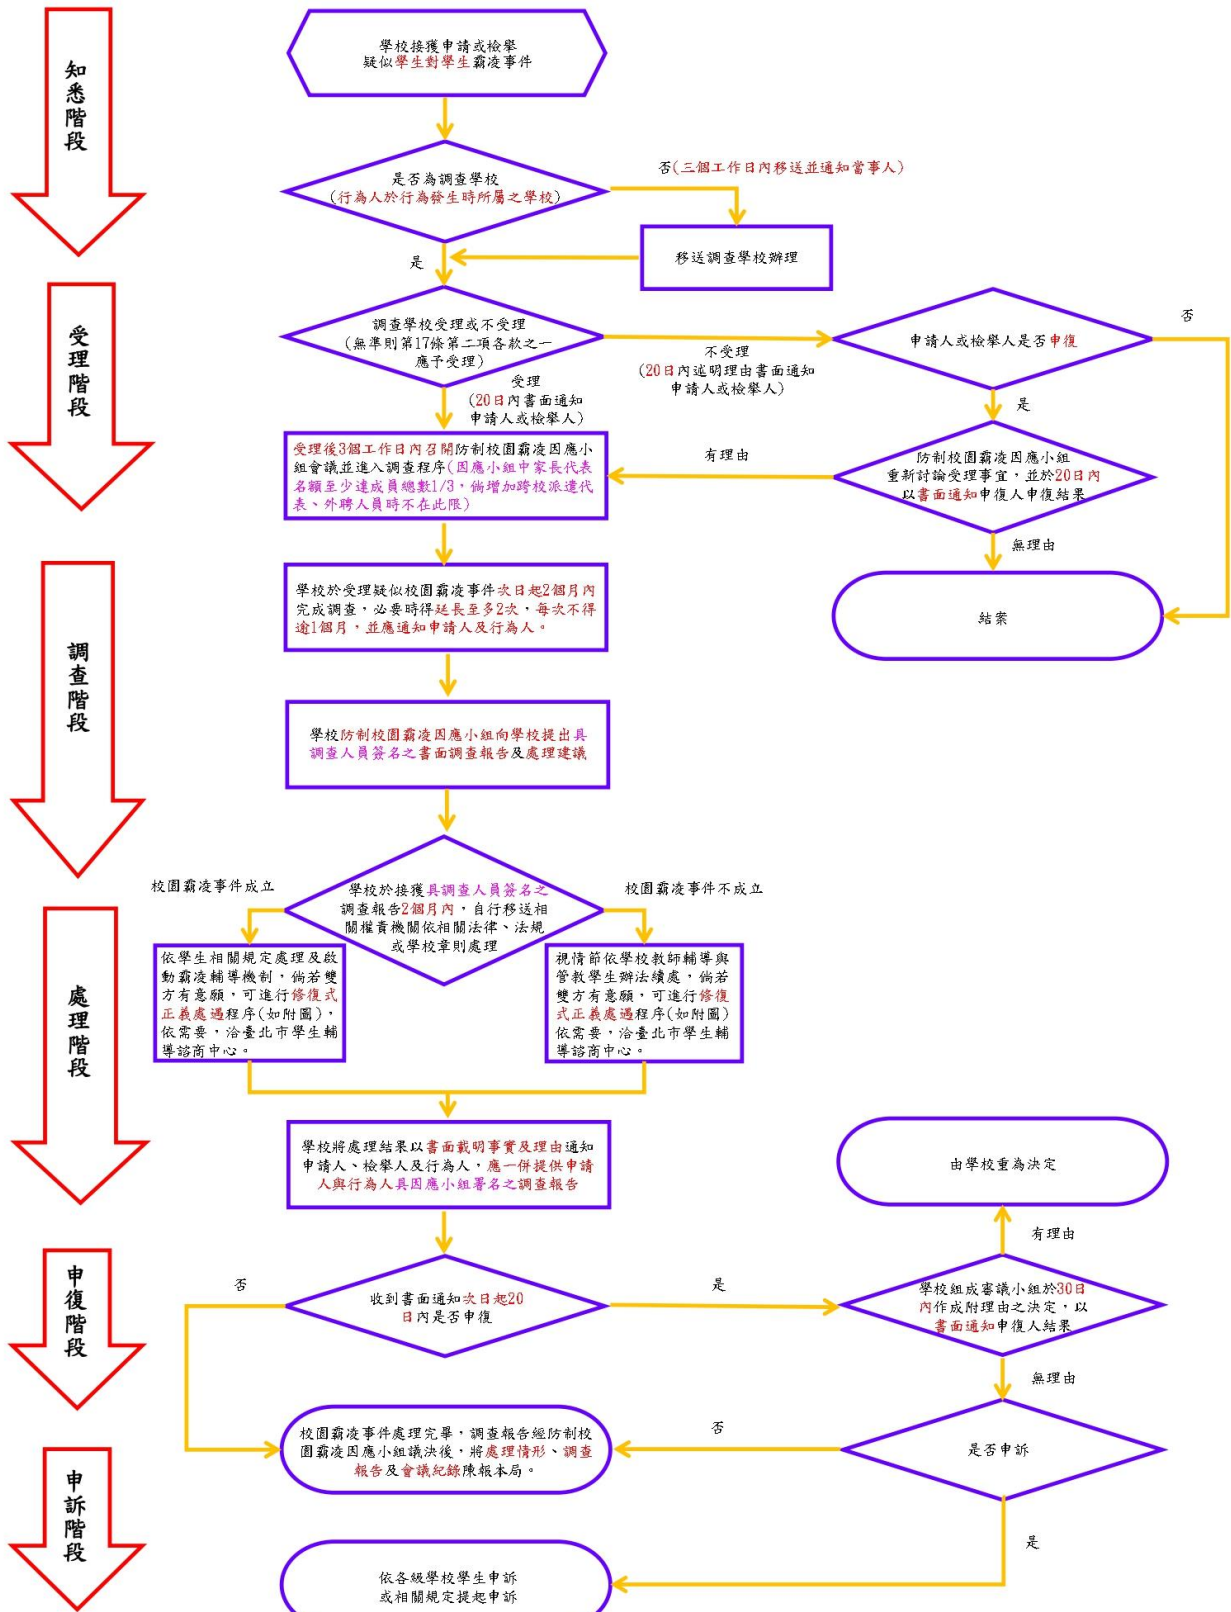 知悉階段
學校接獲申請或檢舉
疑似學生對學生霸凌事件
是否為調查學校
(行為人於行為發生時所屬之學校)
否(三個工作日內移送並通知當事人)
移送調查學校辦理
是
受理階段
調查學校受理或不受理
(無準則第17條第二項各款之一
應予受理)
不受理
(20日內述明理由書面通知
申請人或檢舉人)
申請人或檢舉人是否申復
否
是
受理
(20日內書面通知
申請人或檢舉人)
受理後3個工作日內召開防制校園霸凌因應小
組會議並進入調查程序(因應小組中家長代表
名額至少達成員總數1/3，倘增加跨校派遣代
表、外聘人員時不在此限)
有理由
防制校園霸凌因應小組
重新討論受理事宜，並於20日內
以書面通知申復人申復結果
無理由
結案
調查階段
學校於受理疑似校園霸凌事件次日起2個月內
完成調查，必要時得延長至多2次，每次不得
逾1個月，並應通知申請人及行為人。
學校防制校園霸凌因應小組向學校提出具
調查人員簽名之書面調查報告及處理建議
處理階段
學校於接獲具調查人員簽名之
調查報告2個月內，自行移送相
關權責機關依相關法律、法規
或學校章則處理
校園霸凌事件成立
校園霸凌事件不成立
依學生相關規定處理及啟
動霸凌輔導機制，倘若雙
方有意願，可進行修復式
正義處遇程序(如附圖)，
依需要，洽臺北市學生輔
導諮商中心。
視情節依學校教師輔導與
管教學生辦法續處，倘若
雙方有意願，可進行修復
式正義處遇程序(如附圖)
依需要，洽臺北市學生輔
導諮商中心。
學校將處理結果以書面載明事實及理由通知
申請人、檢舉人及行為人，應一併提供申請
人與行為人具因應小組署名之調查報告
由學校重為決定
有理由
申復階段
收到書面通知次日起20
日內是否申復
否
是
學校組成審議小組於30日
內作成附理由之決定，以
書面通知申復人結果
無理由
申訴階段
校園霸凌事件處理完畢，調查報告經防制校
園霸凌因應小組議決後，將處理情形、調查
報告及會議紀錄陳報本局。
否
是否申訴
是
依各級學校學生申訴
或相關規定提起申訴